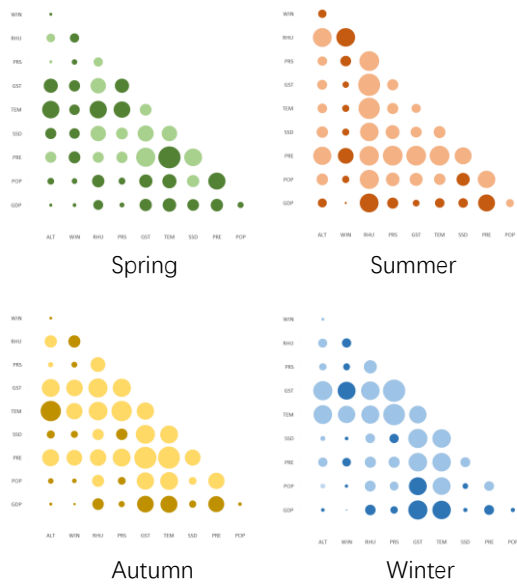 WIN
RHU
PRS
GST
TEM
SSD
PRE
POP
GDP
ALT WIN RHU PRS GST TEM SSD PRE POP
Spring
WIN
RHU
PRS
GST
TEM
SSD
PRE
POP
GDP
ALT WIN RHU PRS GST TEM SSD PRE POP
Summer
WIN
RHU
PRS
GST
TEM
SSD
PRE
POP
GDP
ALT WIN RHU PRS GST TEM SSD PRE POP
Autumn
WIN
RHU
PRS
GST
TEM
SSD
PRE
POP
GDP
ALT WIN RHU PRS GST TEM SSD PRE POP
Winter